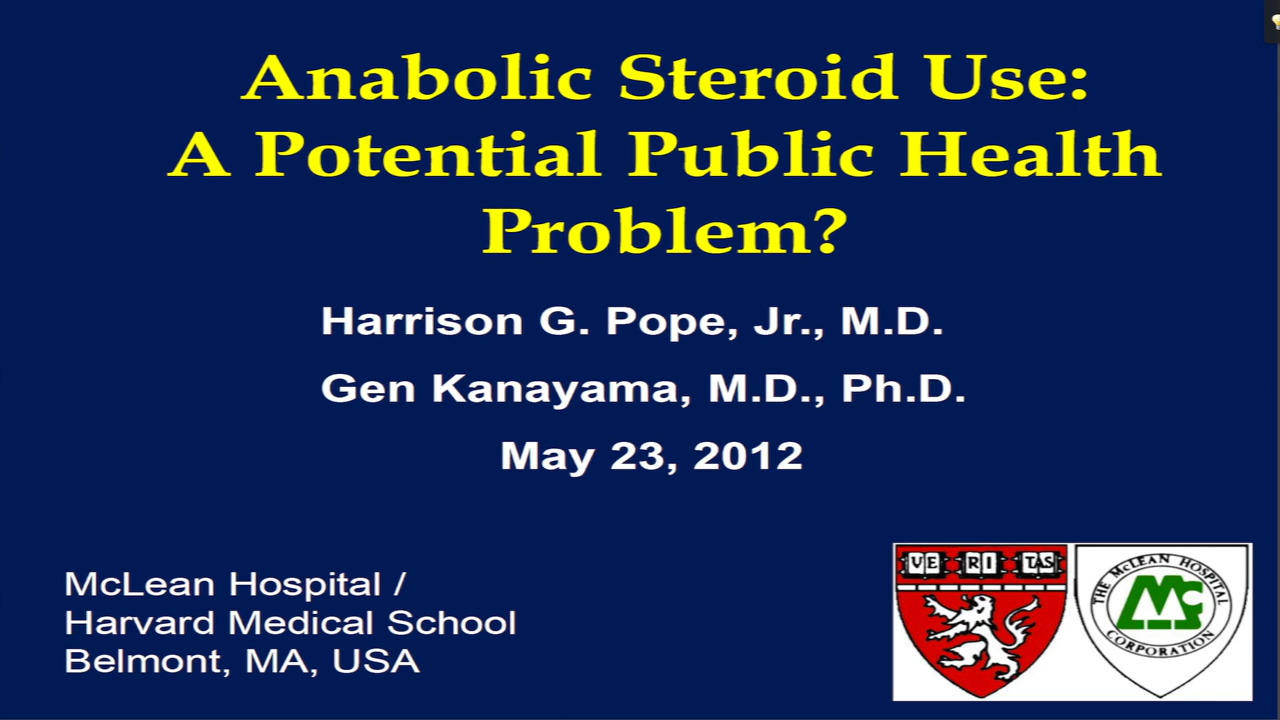 Anabolic Steroid Use:
A Potential Public Health
Problem?
Harrison G. Pope, Jr., M.D.
Gen Kanayama, M.D., Ph.D.
May 23, 2012
McLean Hospital /
Harvard Medical School
Belmont, MA, USA
VE RI TAS
THE McLEAN HOSPITAL
CORPORATION